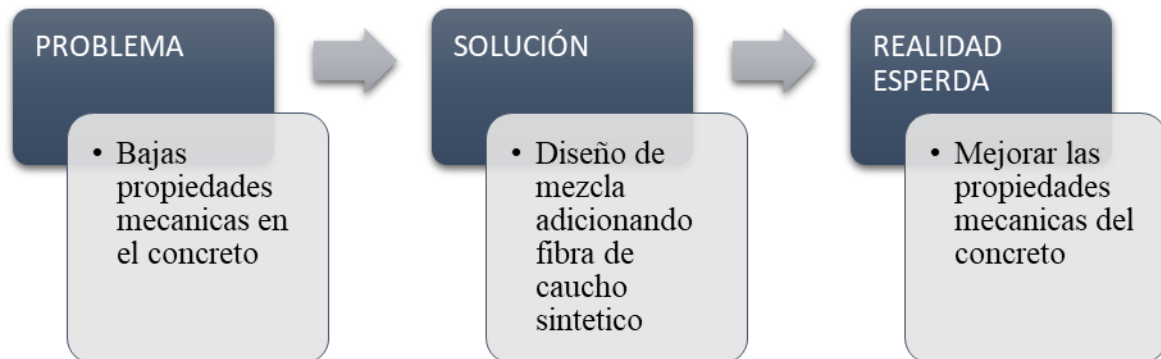 PROBLEMA
• Bajas
propiedades
mecanicas en
el concreto
SOLUCIÓN
• Diseño de
mezcla
adicionando
fibra de
caucho
sintetico
REALIDAD
ESPERDA
• Mejorar las
propiedades
mecanicas del
concreto